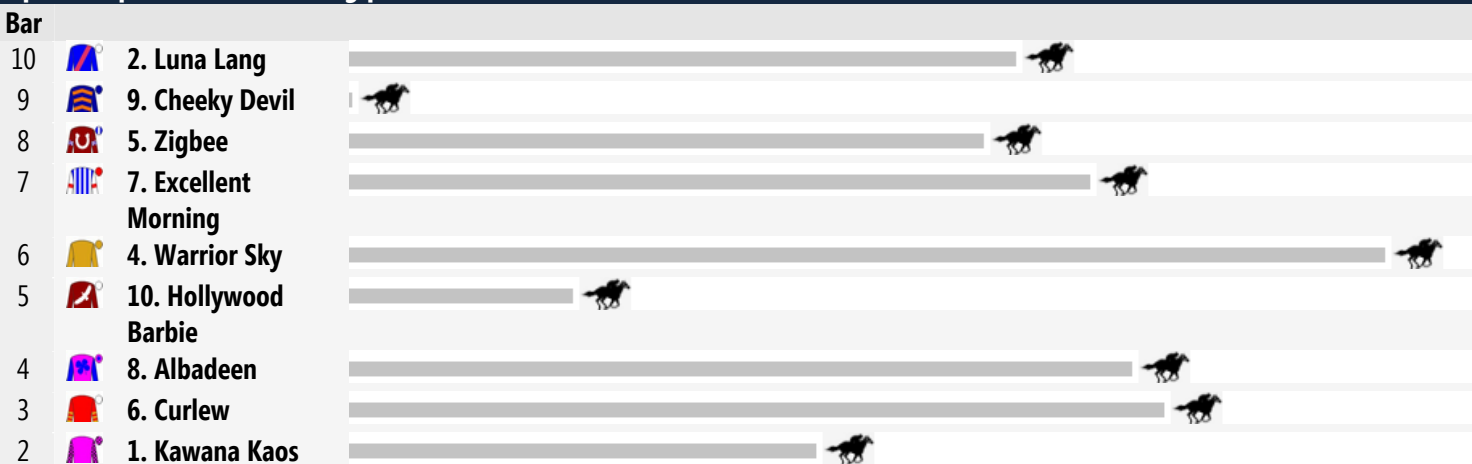 Bar
10 2. Luna Lang
9 9. Cheeky Devil
8 5. Zigbee
7 7. Excellent
Morning
6 4. Warrior Sky
5 10. Hollywood
Barbie
4 8. Albadeen
3 6. Curlew
2 1. Kawana Kaos